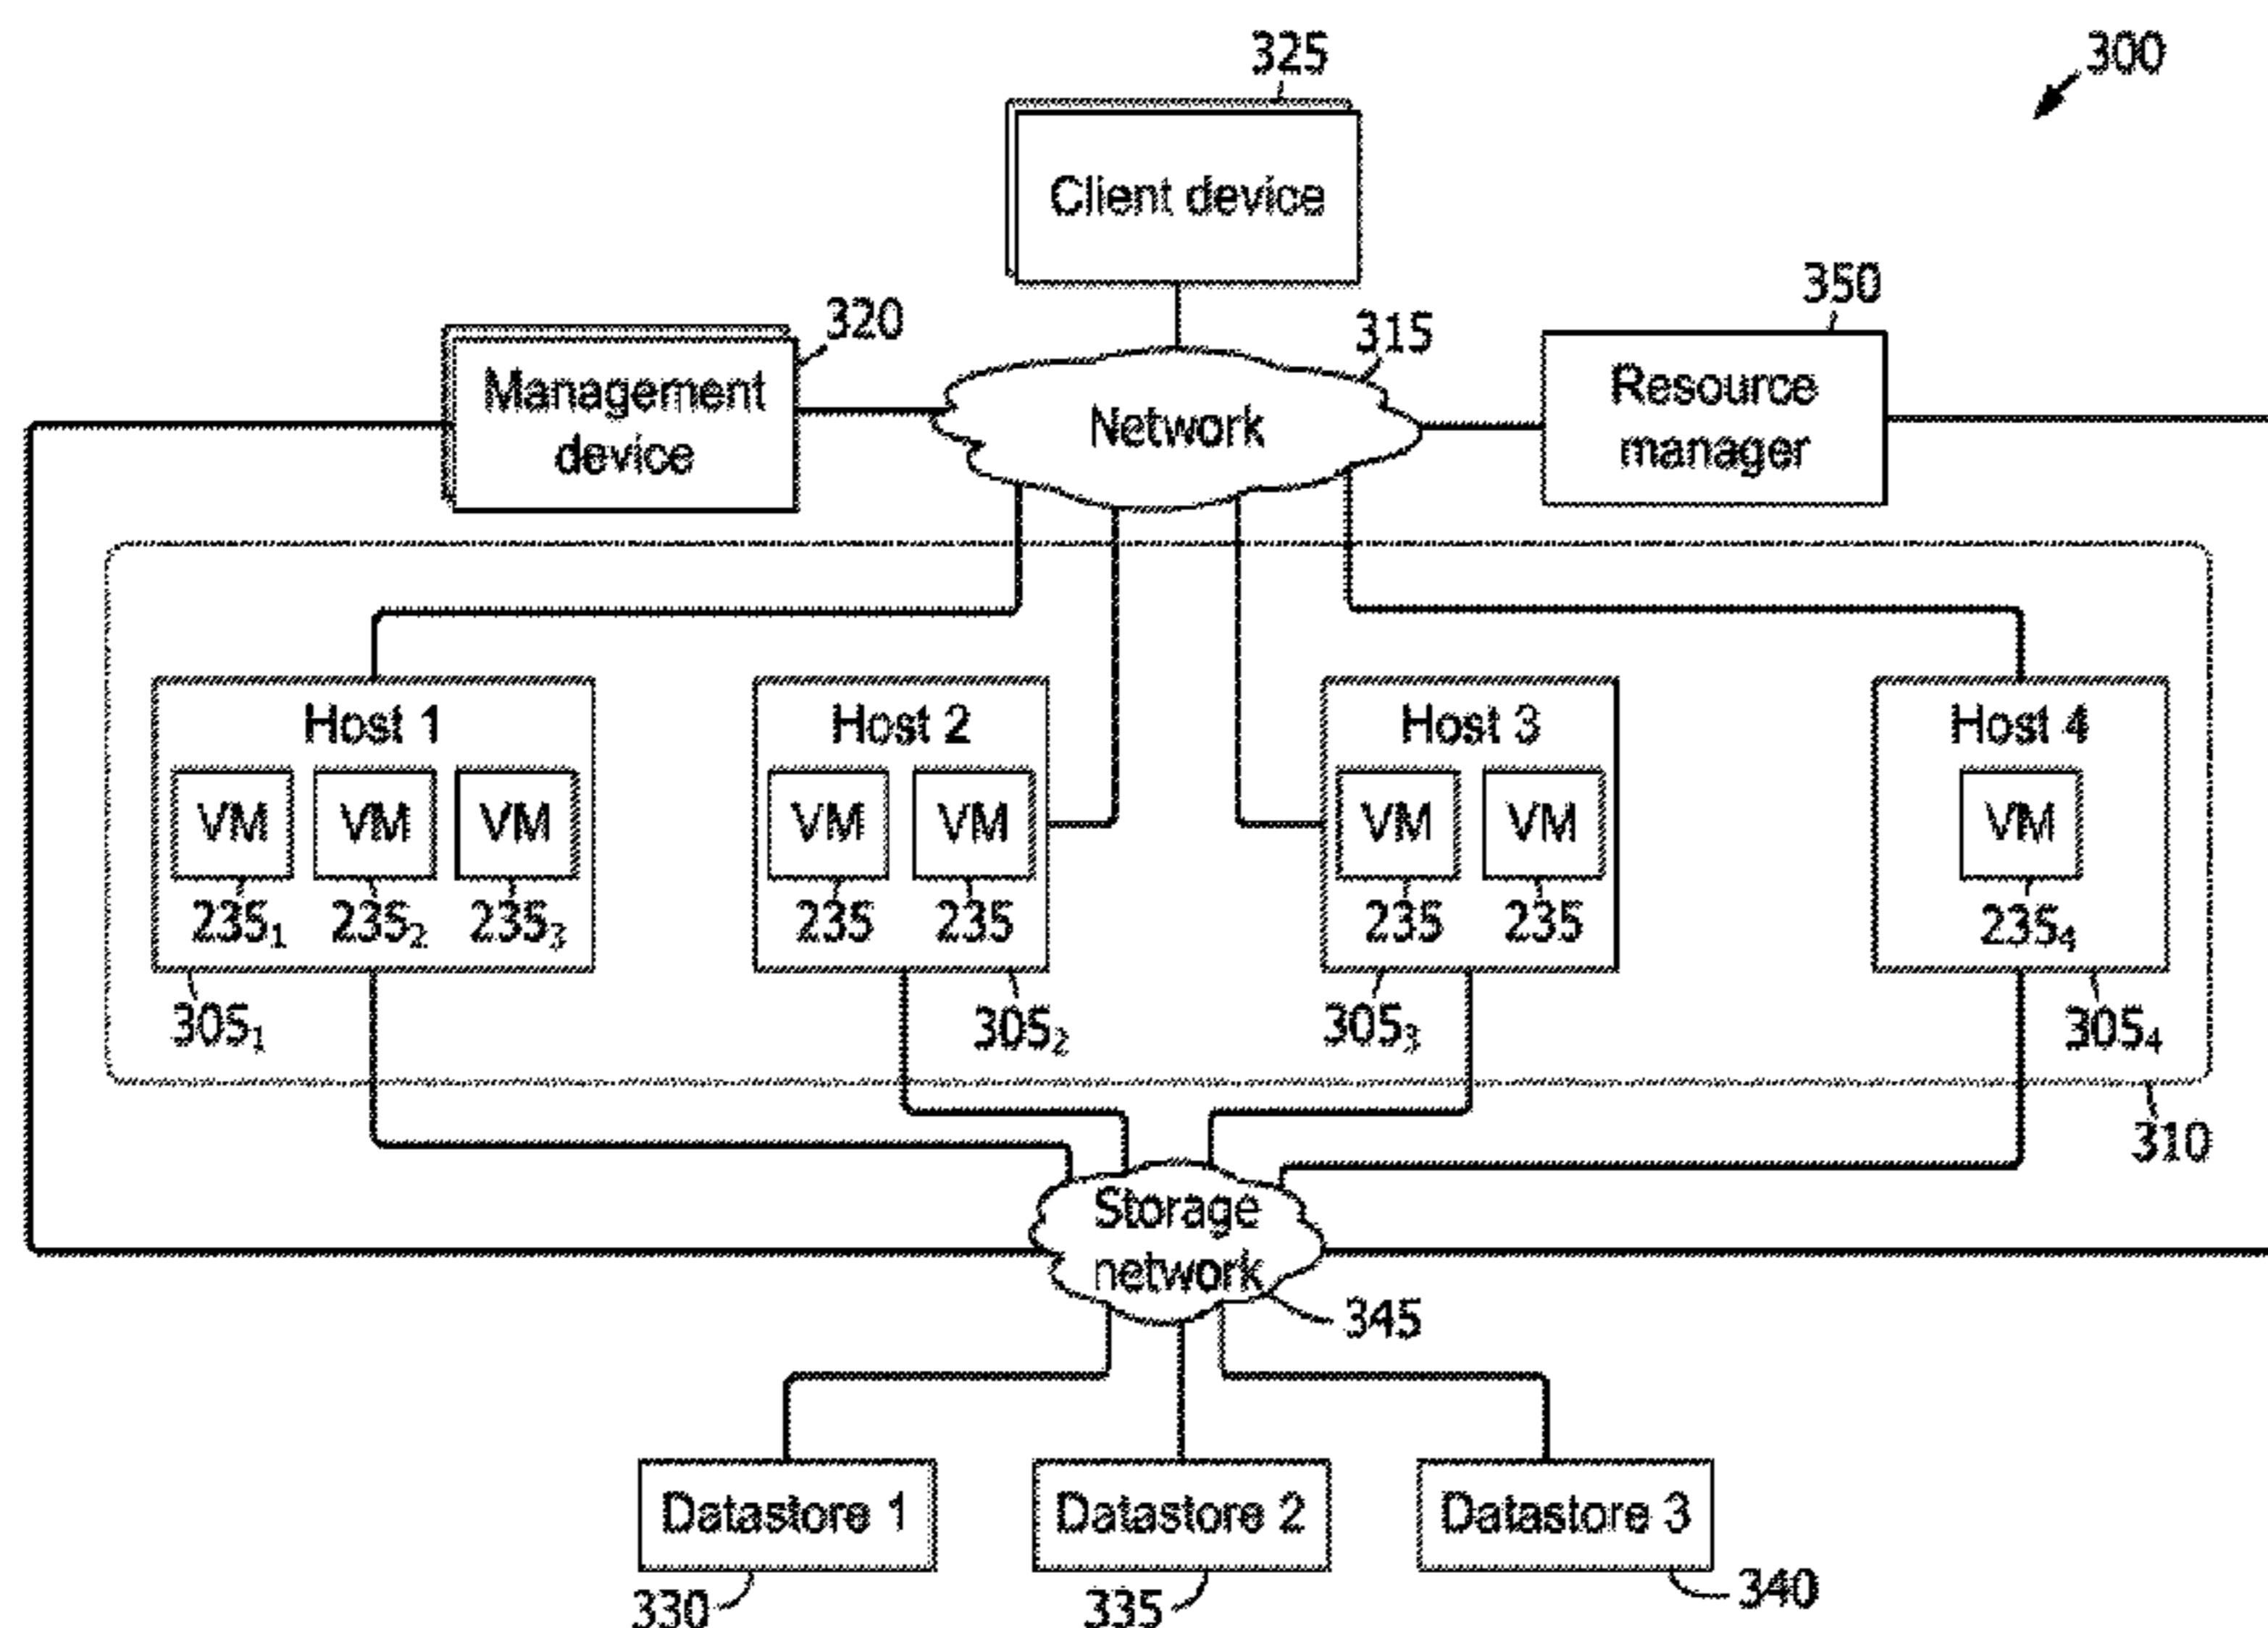 325
300
Client device
350
320
315
Management
device
Network
Resource
manager
Host 1
Host 2
Host 3
Host 4
VM VM VM
VM VM
VM VM
VM
235₁ 235₂ 235₃
235 235
235 235
235₄
305₁
305₂
305₃
305₄
310
Storage
network
345
Datastore 1
Datastore 2
Datastore 3
330
335
340